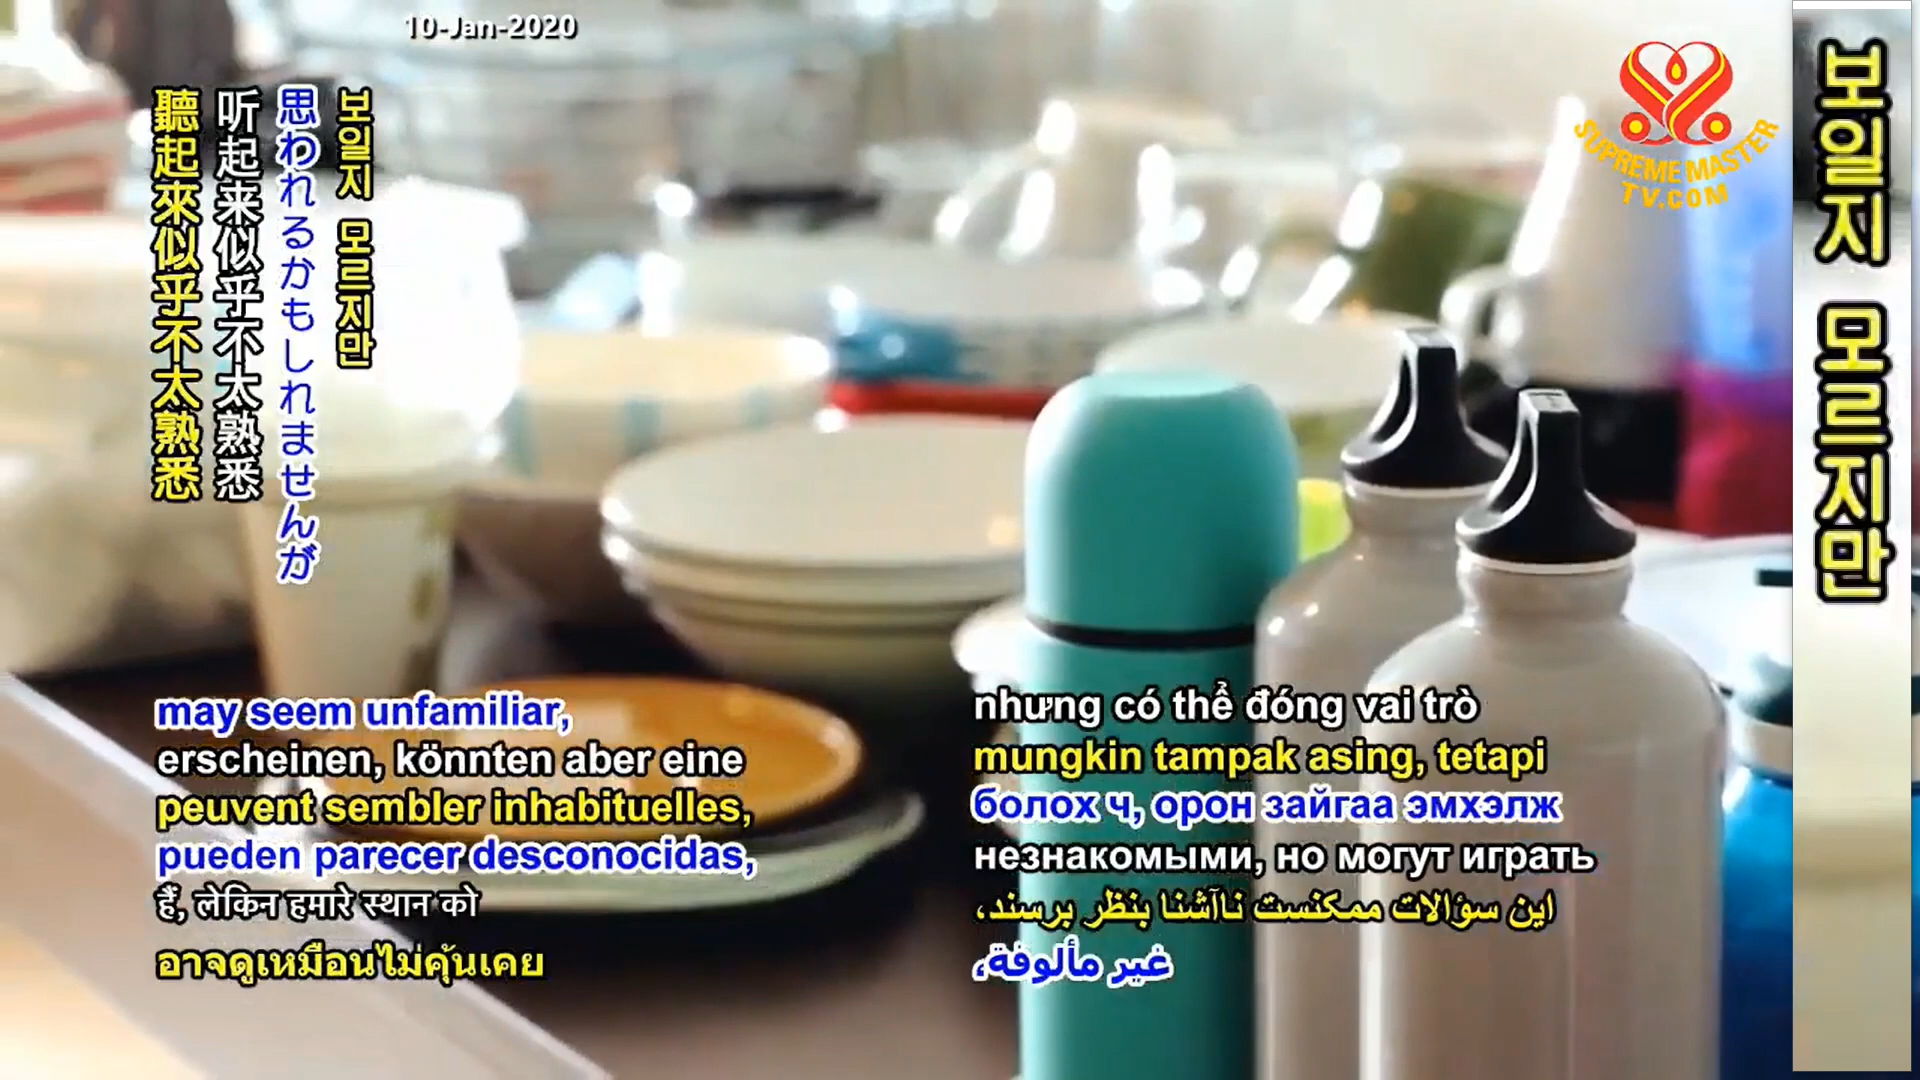 10-Jan-2020
SUPREME MASTER
TV.COM
보일지 모르지만
보일지 모르지만
思われるかもしれませんが
听起来似乎不太熟悉
聽起來似乎不太熟悉
may seem unfamiliar,
erscheinen, könnten aber eine
peuvent sembler inhabituelles,
pueden parecer desconocidas,
हैं, लेकिन हमारे स्थान को
อาจดูเหมือนไม่คุ้นเคย
nhưng có thể đóng vai trò
mungkin tampak asing, tetapi
болох ч, орон зайгаа эмхэлж
незнакомыми, но могут играть
این سؤالات ممکنست ناآشنا بنظر برسند،
غير مألوفة،